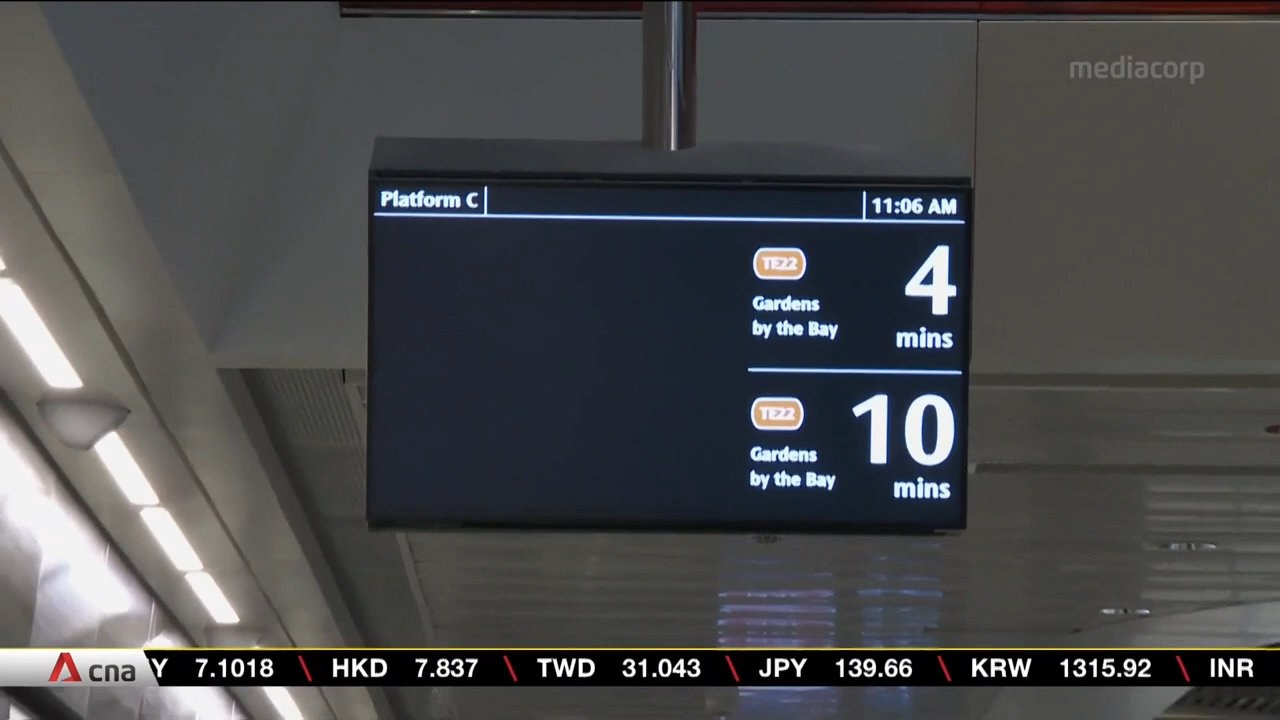 mediacorp
Platform C
11:06 AM
TE22
4
Gardens
by the Bay
mins
TE22
10
Gardens
by the Bay
mins
cna
Y 7.1018 \ HKD 7.837 \ TWD 31.043 \ JPY 139.66 \ KRW 1315.92 \ INR